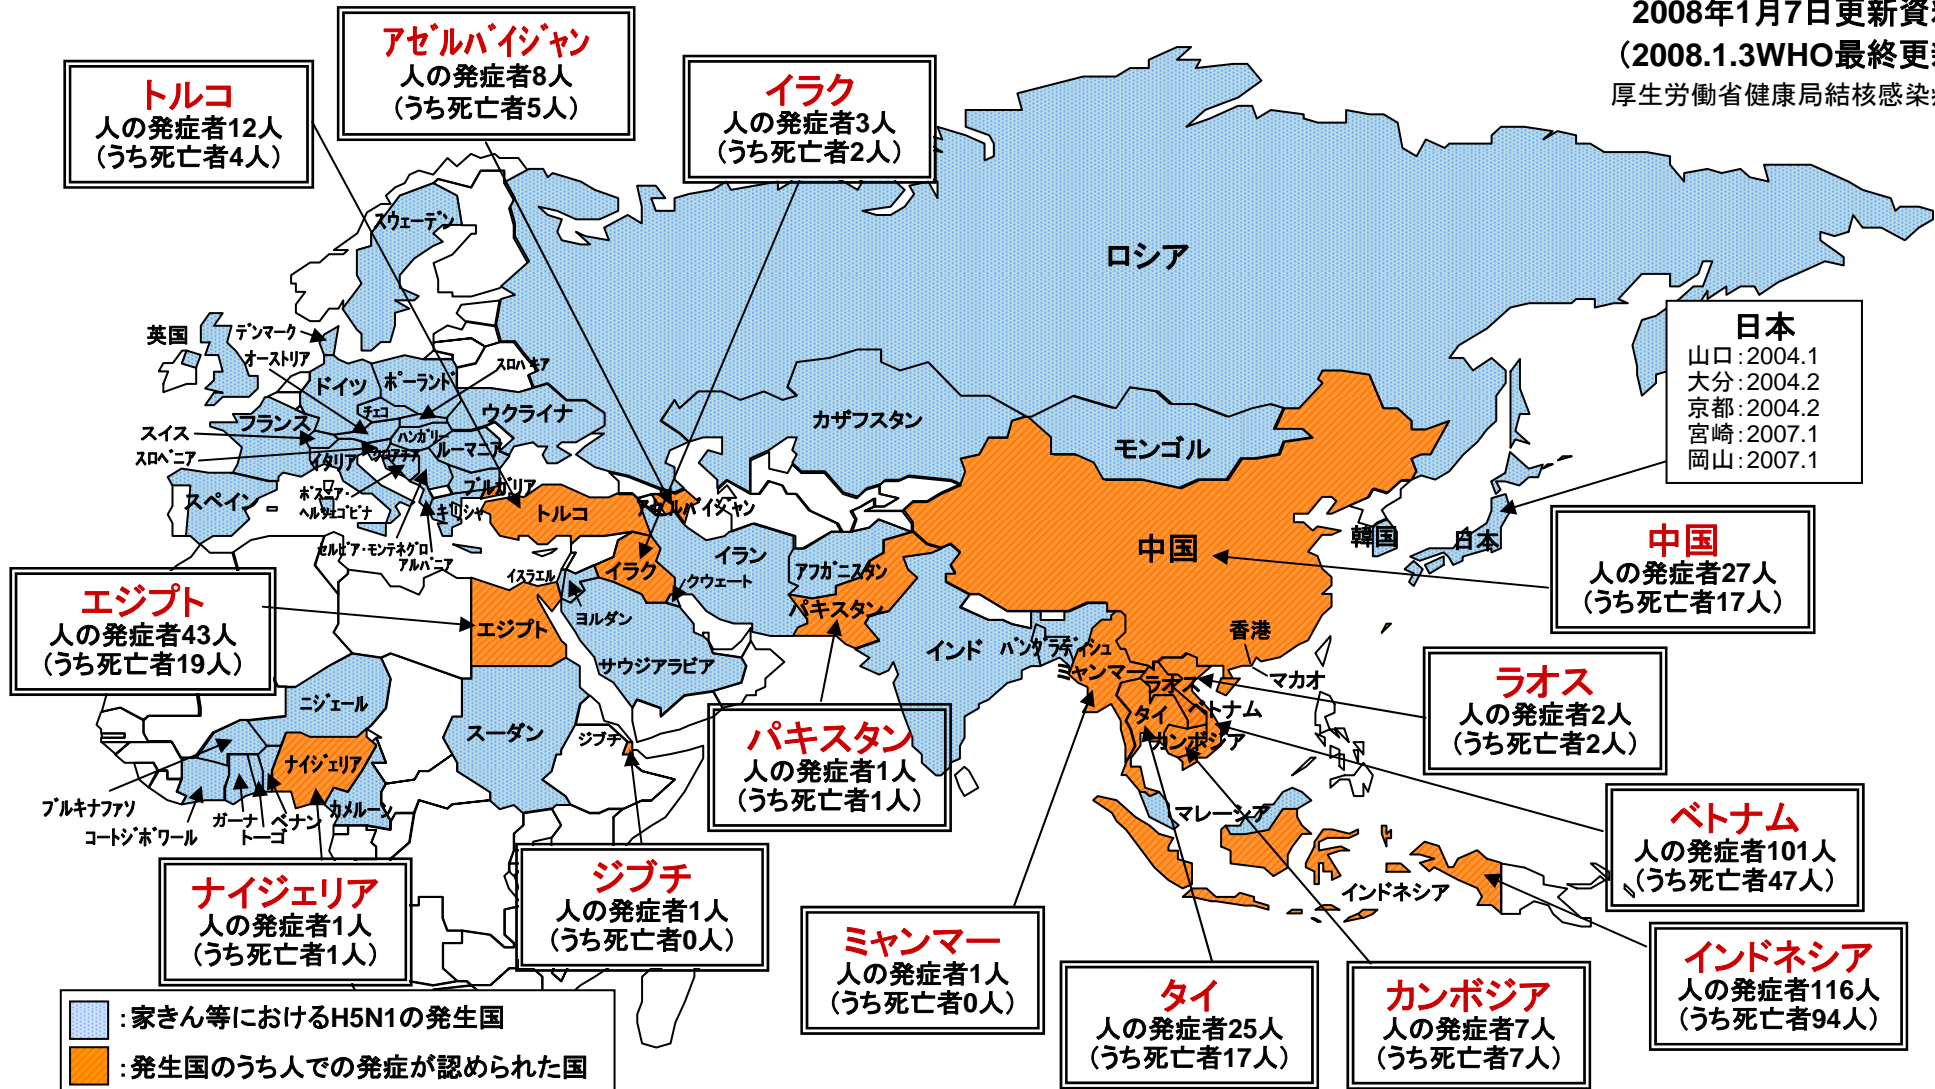 2008年1月7日更新資
(2008.1.3WHO最終更
厚生労働省健康局結核感染
アゼルバイジャン
人の発症者8人
(うち死亡者5人)
トルコ
人の発症者12人
(うち死亡者4人)
イラク
人の発症者3人
(うち死亡者2人)
スウェーデン
ロシア
日本
山口:2004.1
大分:2004.2
京都:2004.2
宮崎:2007.1
岡山:2007.1
英国
デンマーク
オーストリア
スロバキア
ドイツ
ポーランド
チェコ
フランス
ウクライナ
カザフスタン
モンゴル
スイス
ハンガリー
スロベニア
イタリア
クロアチア
ルーマニア
スペイン
ボスニア・
ヘルツェゴビナ
ブルガリア
ギリシャ
トルコ
アゼルバイジャン
セルビア・モンテネグロ
アルバニア
イラン
アフガニスタン
中国
韓国
日本
イスラエル
イラク
クウェート
パキスタン
ヨルダン
エジプト
サウジアラビア
インド
バングラデイシュ
ミャンマー
香港
マカオ
ラオス
ベトナム
タイ
カンボジア
中国
人の発症者27人
(うち死亡者17人)
エジプト
人の発症者43人
(うち死亡者19人)
ラオス
人の発症者2人
(うち死亡者2人)
ニジェール
スーダン
ジブチ
ナイジェリア
カメルーン
ブルキナファソ
コートジボワール
ガーナ
トーゴ
ベナン
パキスタン
人の発症者1人
(うち死亡者1人)
マレーシア
インドネシア
ベトナム
人の発症者101人
(うち死亡者47人)
ナイジェリア
人の発症者1人
(うち死亡者1人)
ジブチ
人の発症者1人
(うち死亡者0人)
ミャンマー
人の発症者1人
(うち死亡者0人)
タイ
人の発症者25人
(うち死亡者17人)
カンボジア
人の発症者7人
(うち死亡者7人)
インドネシア
人の発症者116人
(うち死亡者94人)
:家きん等におけるH5N1の発生国
:発生国のうち人での発症が認められた国